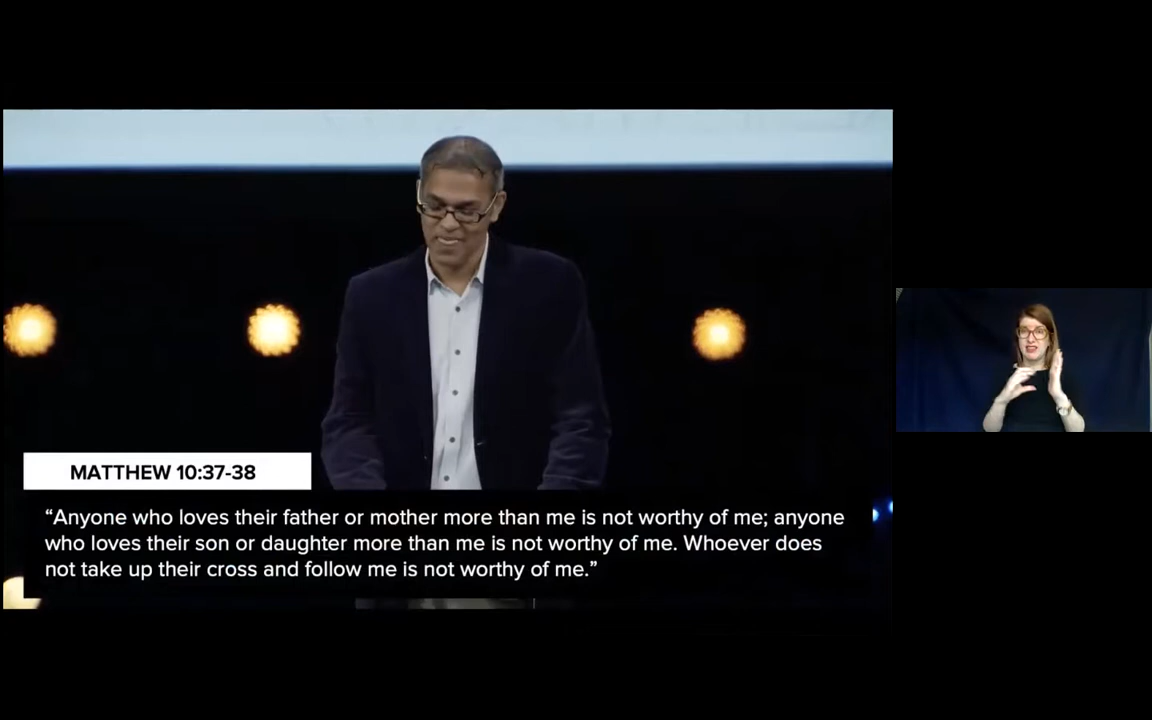 MATTHEW 10:37-38
“Anyone who loves their father or mother more than me is not worthy of me; anyone
who loves their son or daughter more than me is not worthy of me. Whoever does
not take up their cross and follow me is not worthy of me.”